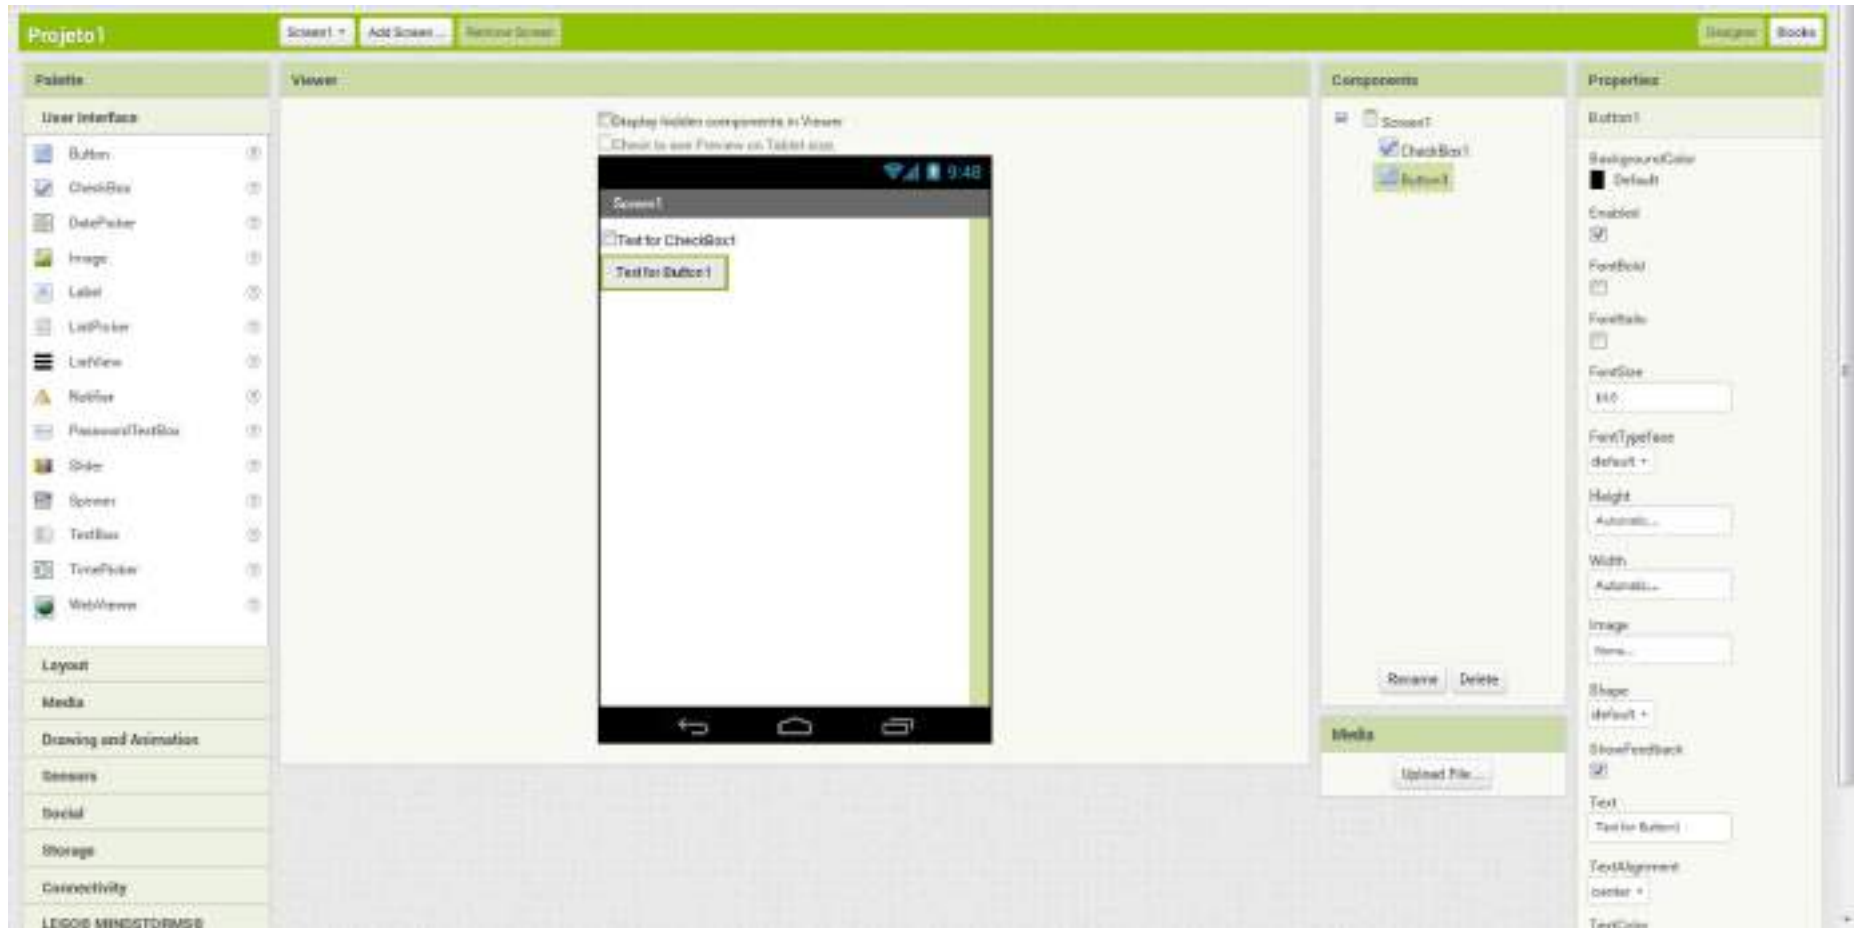 Projeto1
Screen1
Add Screen ...
Remove Screen
Designer
Blocks
Palette
User Interface
Button
CheckBox
DatePicker
Image
Label
ListPicker
ListView
Notifier
PasswordTextBox
Slider
Spinner
TextBox
TimePicker
WebViewer
Layout
Media
Drawing and Animation
Sensors
Social
Storage
Connectivity
LEGO® MINDSTORMS®
Viewer
Display hidden components in Viewer
Check to see Preview on Tablet size.
9:48
Screen1
Text for CheckBox1
Text for Button1
Components
Screen1
CheckBox1
Button1
Rename
Delete
Media
Upload File ...
Properties
Button1
BackgroundColor
Default
Enabled
FontBold
FontItalic
FontSize
14.0
FontTypeface
default
Height
Automatic...
Width
Automatic...
Image
None...
Shape
default
ShowFeedback
Text
Text for Button1
TextAlignment
center
TextColor